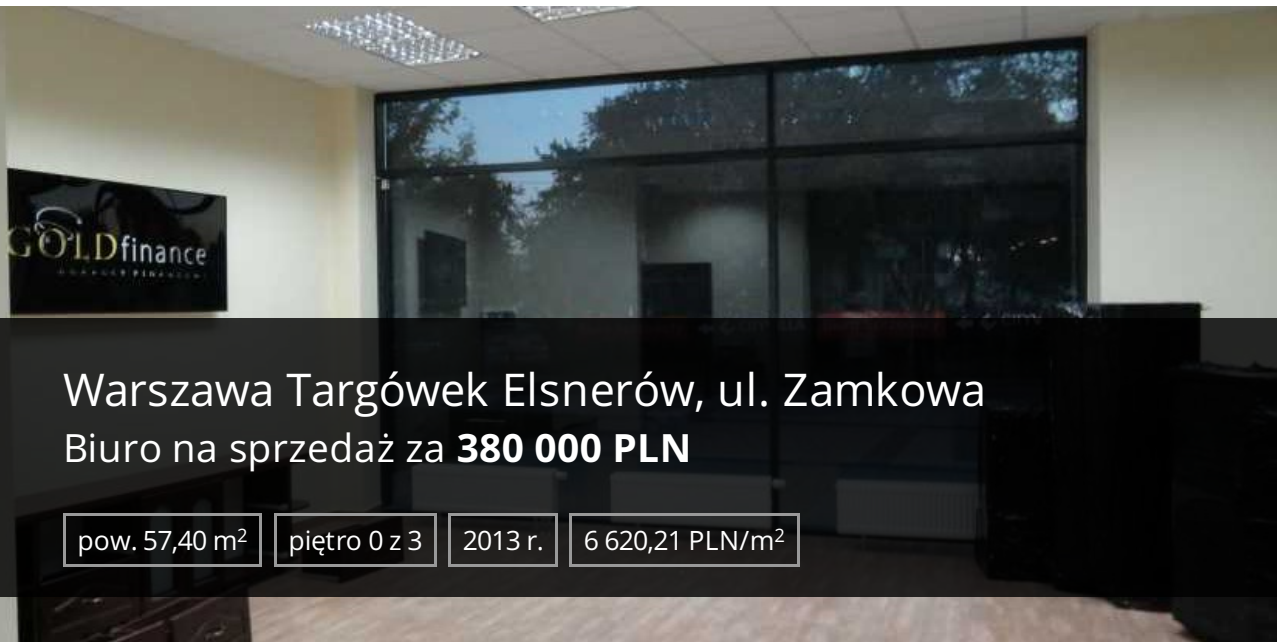 GOLDfinance
Warszawa Targówek Elsnerów, ul. Zamkowa
Biuro na sprzedaż za 380 000 PLN
pow. 57,40 m² piętro 0 z 3 2013 r. 6 620,21 PLN/m²